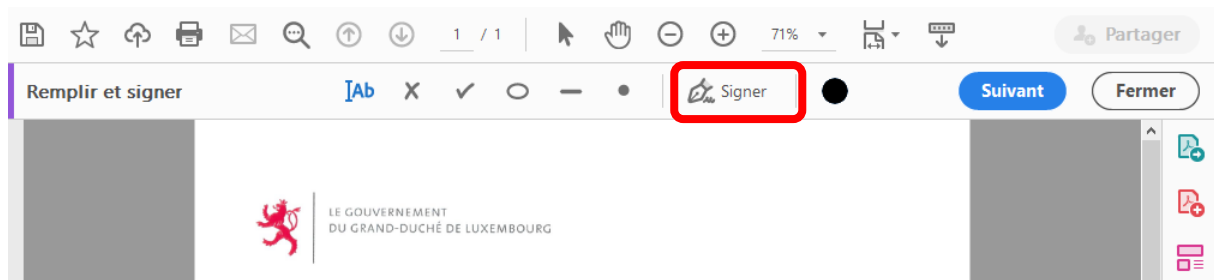 1 / 1 71% Partager
Remplir et signer Ab Signer Suivant Fermer
LE GOUVERNEMENT
DU GRAND-DUCHÉ DE LUXEMBOURG